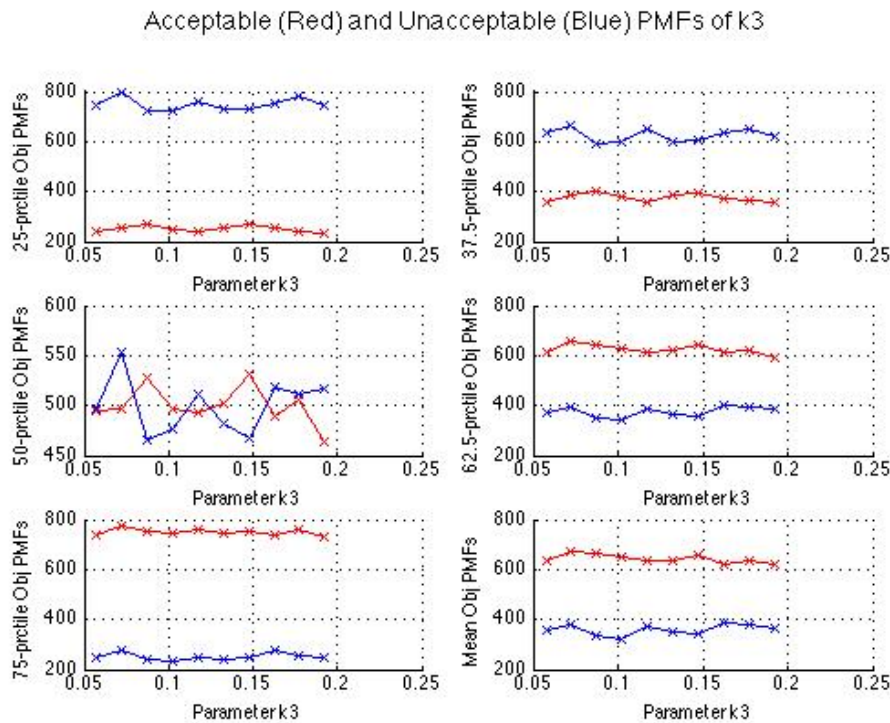 Acceptable (Red) and Unacceptable (Blue) PMFs of k3
25-prctile Obj PMFs
800
600
400
200
0.05 0.1 0.15 0.2 0.25
Parameter k3
37.5-prctile Obj PMFs
800
600
400
200
0.05 0.1 0.15 0.2 0.25
Parameter k3
50-prctile Obj PMFs
600
550
500
450
0.05 0.1 0.15 0.2 0.25
Parameter k3
62.5-prctile Obj PMFs
800
600
400
200
0.05 0.1 0.15 0.2 0.25
Parameter k3
75-prctile Obj PMFs
800
600
400
200
0.05 0.1 0.15 0.2 0.25
Parameter k3
Mean Obj PMFs
800
600
400
200
0.05 0.1 0.15 0.2 0.25
Parameter k3